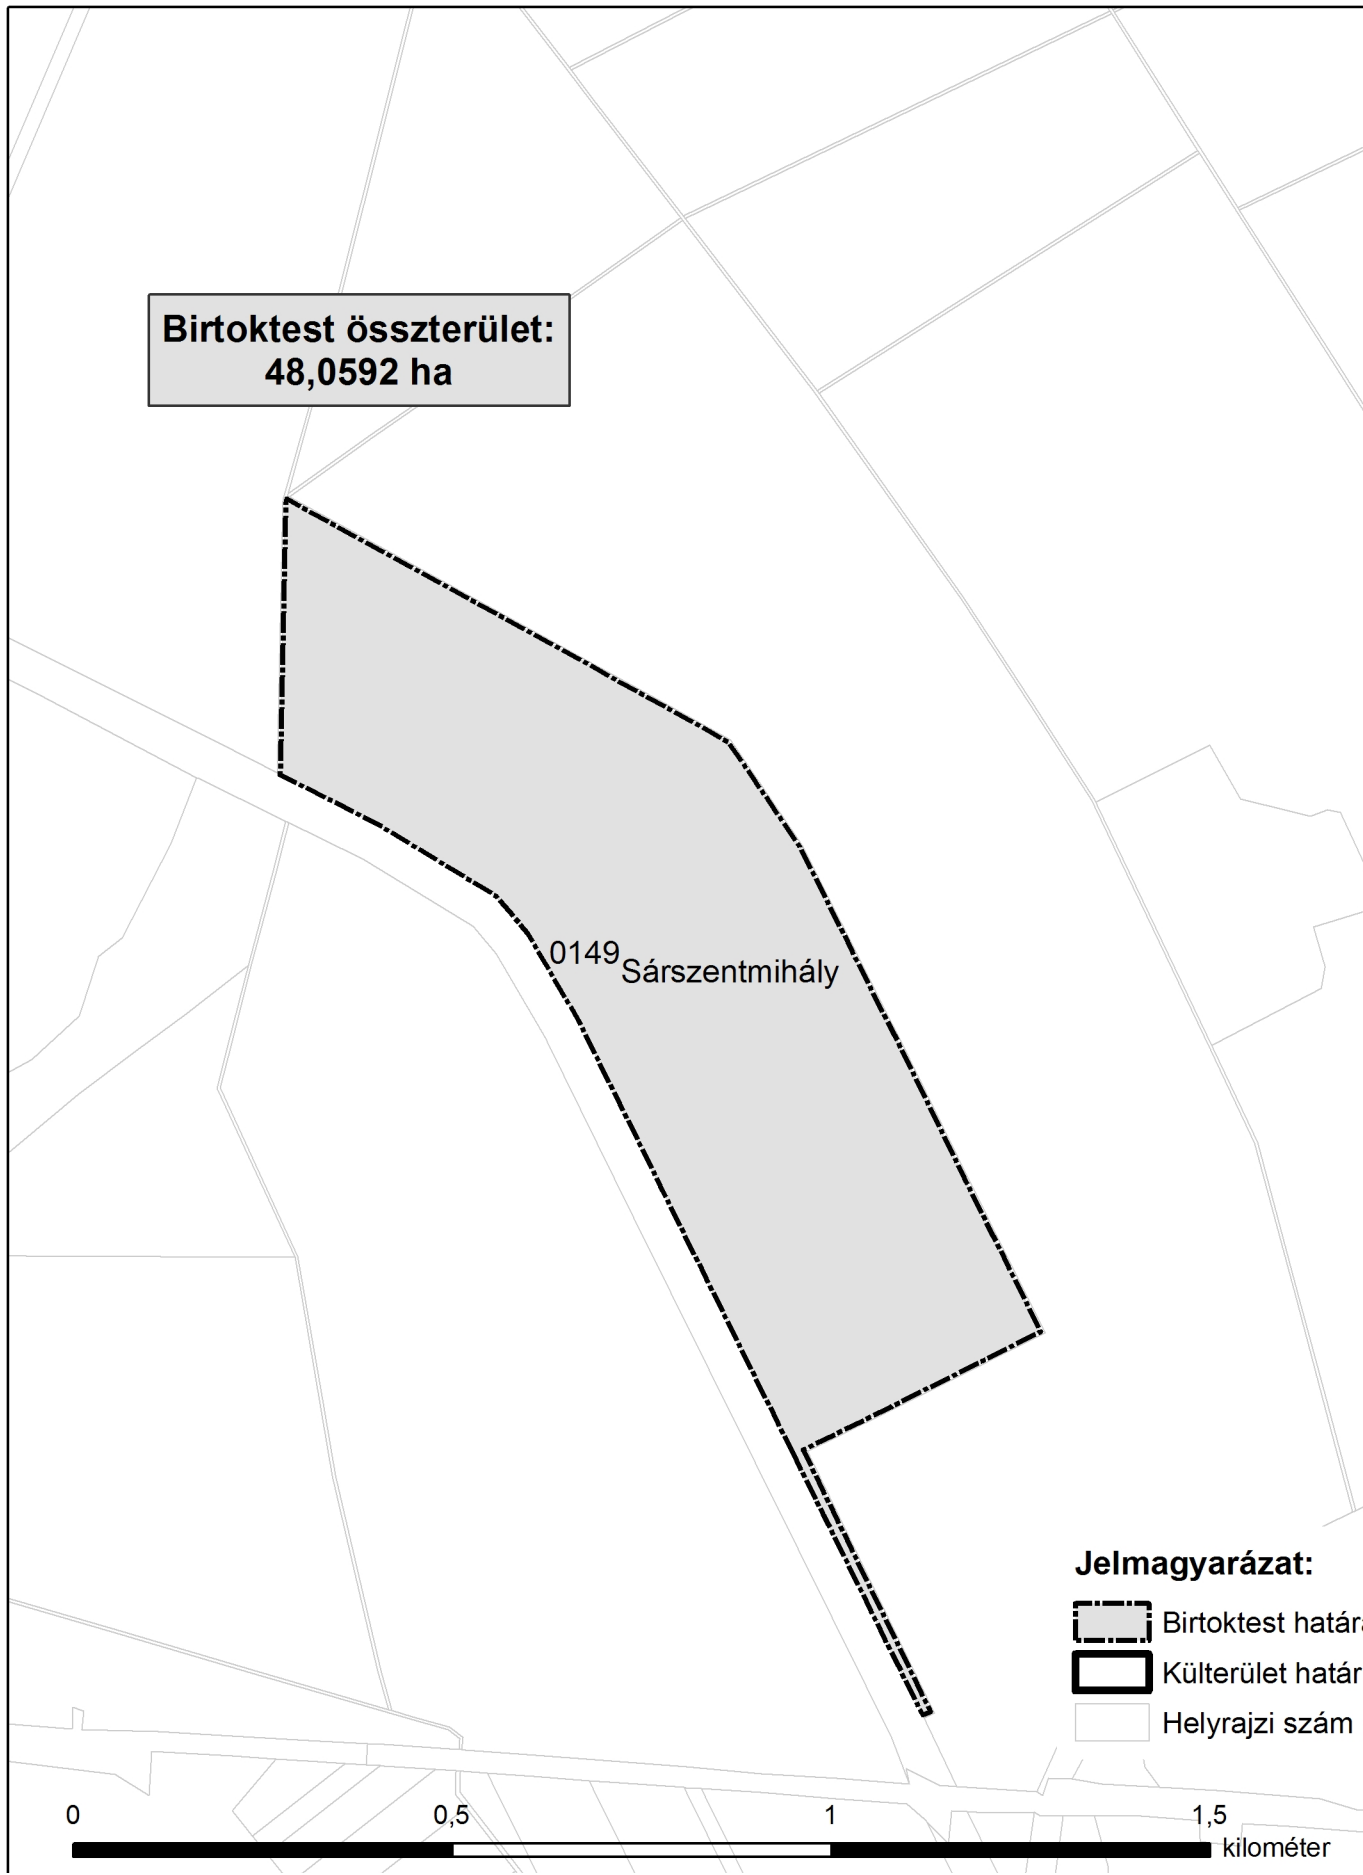 Birtoktest összterület:
48,0592 ha
0149
Sárszentmihály
Jelmagyarázat:
Birtoktest határa
Külterület határ
Helyrajzi szám
0 0,5 1 1,5
kilométer